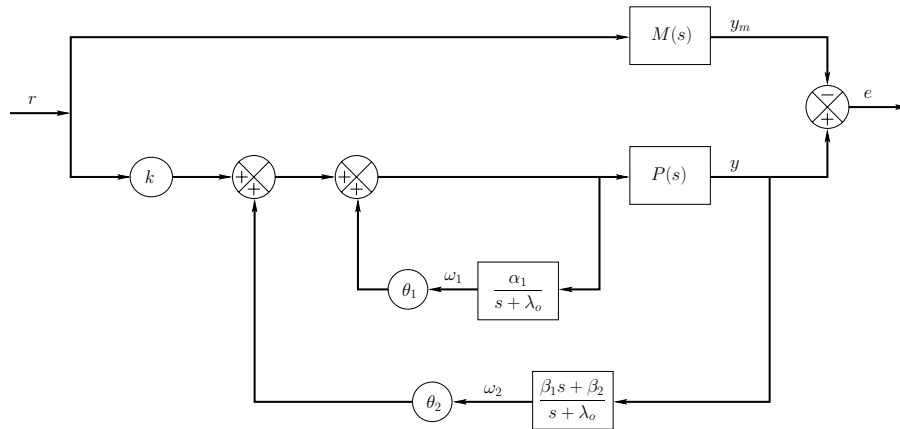 M(s)
y_m
r
−
+
e
k
+
+
+
+
P(s)
y
ω_1
θ_1
α_1
s + λ_o
ω_2
θ_2
β_1s + β_2
s + λ_o